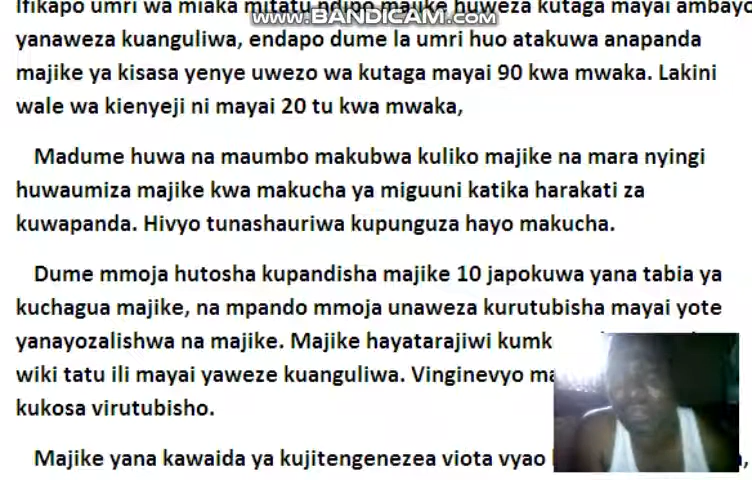 Ifikapo umri wa miaka mitatu ndipo majike huweza kutaga mayai ambayo
www.BANDICAM.com
yanaweza kuanguliwa, endapo dume la umri huo atakuwa anapanda
majike ya kisasa yenye uwezo wa kutaga mayai 90 kwa mwaka. Lakini
wale wa kienyeji ni mayai 20 tu kwa mwaka,
Madume huwa na maumbo makubwa kuliko majike na mara nyingi
huwaumiza majike kwa makucha ya miguuni katika harakati za
kuwapanda. Hivyo tunashauriwa kupunguza hayo makucha.
Dume mmoja hutosha kupandisha majike 10 japokuwa yana tabia ya
kuchagua majike, na mpando mmoja unaweza kurutubisha mayai yote
yanayozalishwa na majike. Majike hayatarajiwi
wiki tatu ili mayai yaweze kuanguliwa. Vinginevyo
kukosa virutubisho.
Majike yana kawaida ya kujitengenezea viota vyao